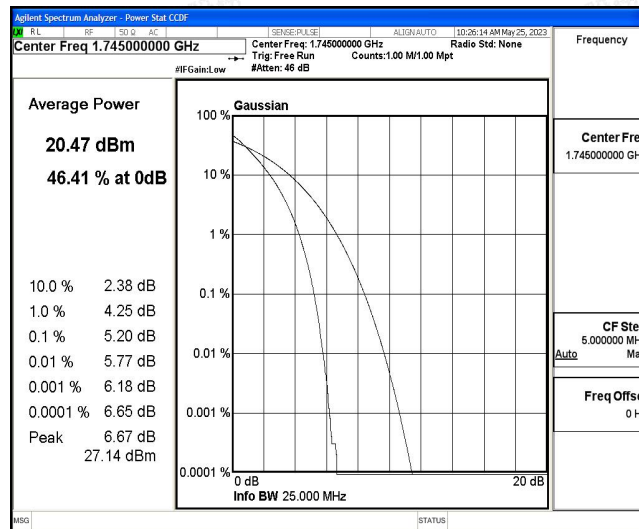 Agilent Spectrum Analyzer - Power Stat CCDF
RL RF 50 Ω AC SENSE:PULSE ALIGN AUTO 10:26:14 AM May 25, 2023
Center Freq 1.745000000 GHz
Center Freq: 1.745000000 GHz Radio Std: None
Trig: Free Run Counts:1.00 M/1.00 Mpt
#IFGain:Low #Atten: 46 dB
Frequency
Average Power
20.47 dBm
46.41 % at 0dB
10.0 % 2.38 dB
1.0 % 4.25 dB
0.1 % 5.20 dB
0.01 % 5.77 dB
0.001 % 6.18 dB
0.0001 % 6.65 dB
Peak 6.67 dB
27.14 dBm
Gaussian
100 %
10 %
1 %
0.1 %
0.01 %
0.001 %
0.0001 %
0 dB 20 dB
Info BW 25.000 MHz
Center Fre
1.745000000 GH
CF Ste
5.000000 MH
Auto Ma
Freq Offse
0 H
MSG STATUS